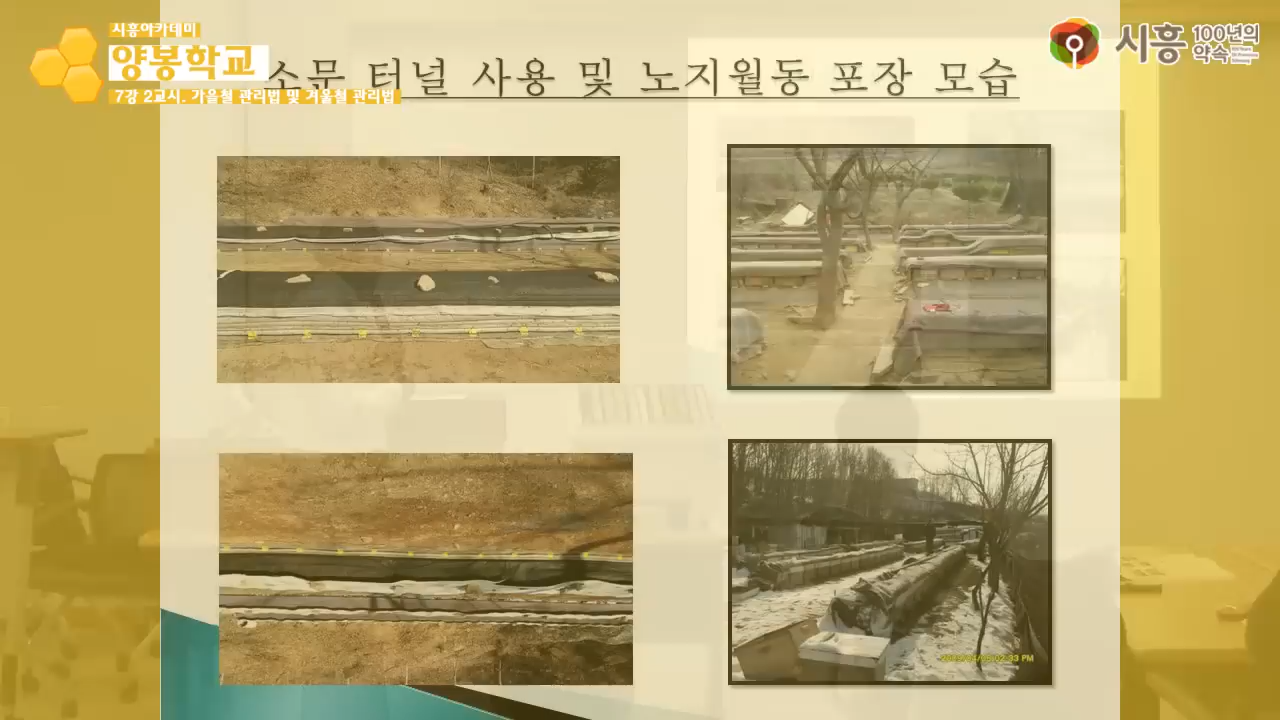 시흥아카데미
양봉학교
7강 2교시. 가을철 관리법 및 겨울철 관리법
소문 터널 사용 및 노지월동 포장 모습
시흥 100년의
약속